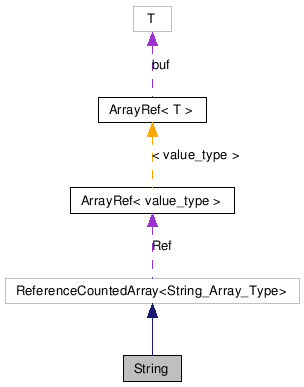 T
buf
ArrayRef< T >
< value_type >
ArrayRef< value_type >
Ref
ReferenceCountedArray<String_Array_Type>
String